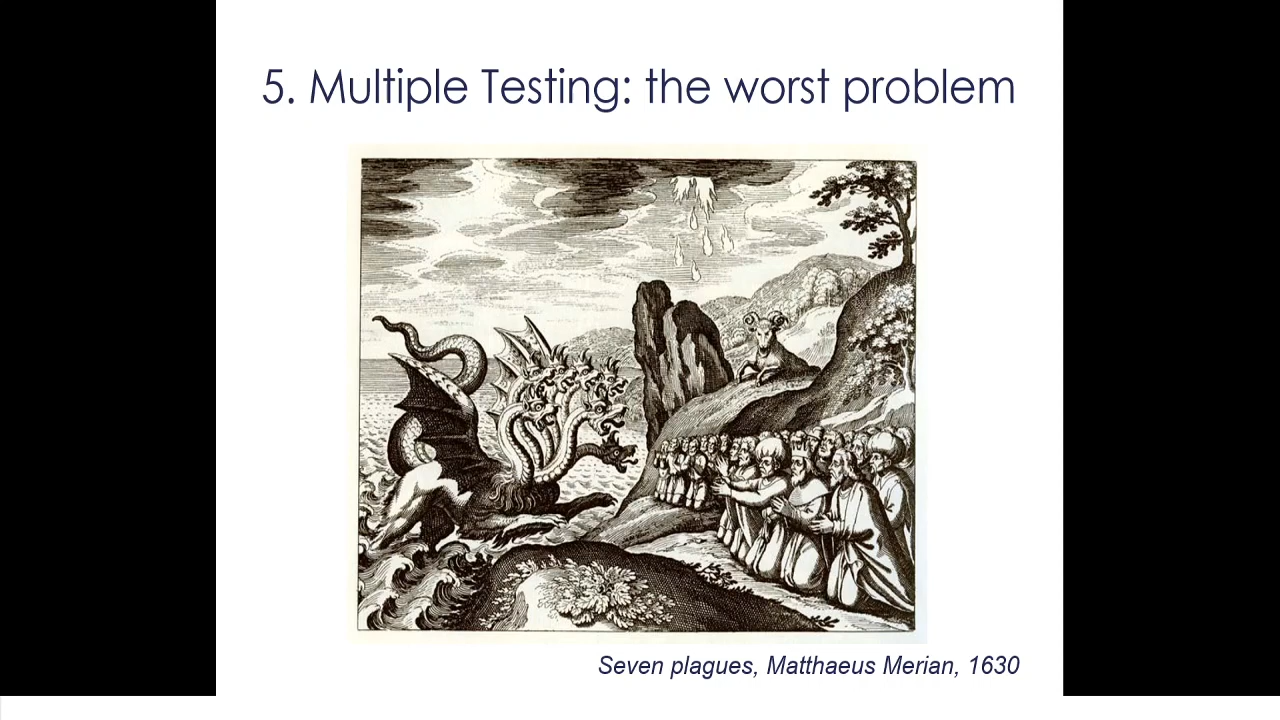 5. Multiple Testing: the worst problem
Seven plagues, Matthaeus Merian, 1630